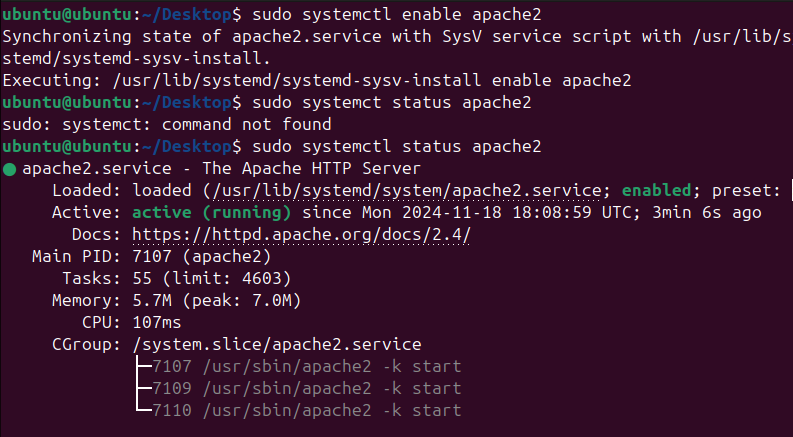 ubuntu@ubuntu:~/Desktop$ sudo systemctl enable apache2
Synchronizing state of apache2.service with SysV service script with /usr/lib/s
stemd/systemd-sysv-install.
Executing: /usr/lib/systemd/systemd-sysv-install enable apache2
ubuntu@ubuntu:~/Desktop$ sudo systemct status apache2
sudo: systemct: command not found
ubuntu@ubuntu:~/Desktop$ sudo systemctl status apache2
● apache2.service - The Apache HTTP Server
Loaded: loaded (/usr/lib/systemd/system/apache2.service; enabled; preset:
Active: active (running) since Mon 2024-11-18 18:08:59 UTC; 3min 6s ago
Docs: https://httpd.apache.org/docs/2.4/
Main PID: 7107 (apache2)
Tasks: 55 (limit: 4603)
Memory: 5.7M (peak: 7.0M)
CPU: 107ms
CGroup: /system.slice/apache2.service
├─7107 /usr/sbin/apache2 -k start
├─7109 /usr/sbin/apache2 -k start
└─7110 /usr/sbin/apache2 -k start